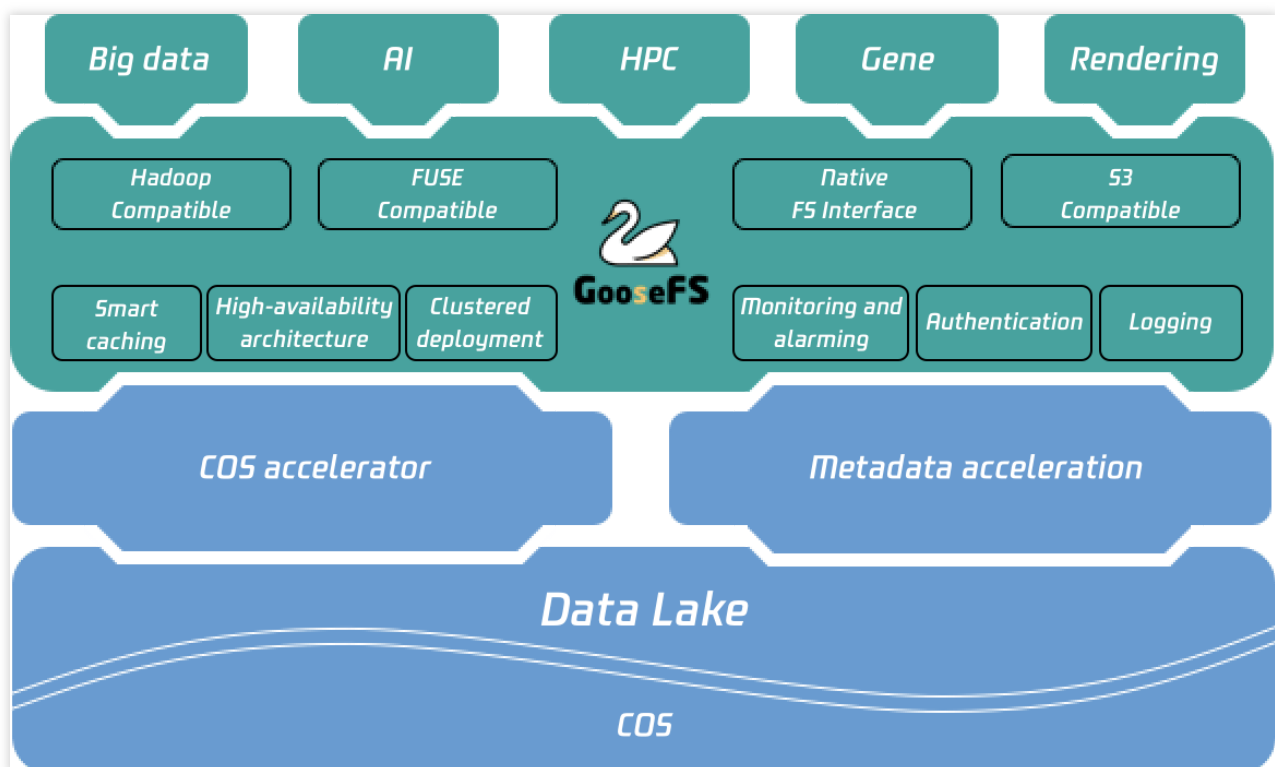 Big data
AI
HPC
Gene
Rendering
Hadoop
Compatible
FUSE
Compatible
Native
FS Interface
S3
Compatible
GooseFS
Smart
caching
High-availability
architecture
Clustered
deployment
Monitoring and
alarming
Authentication
Logging
COS accelerator
Metadata acceleration
Data Lake
COS